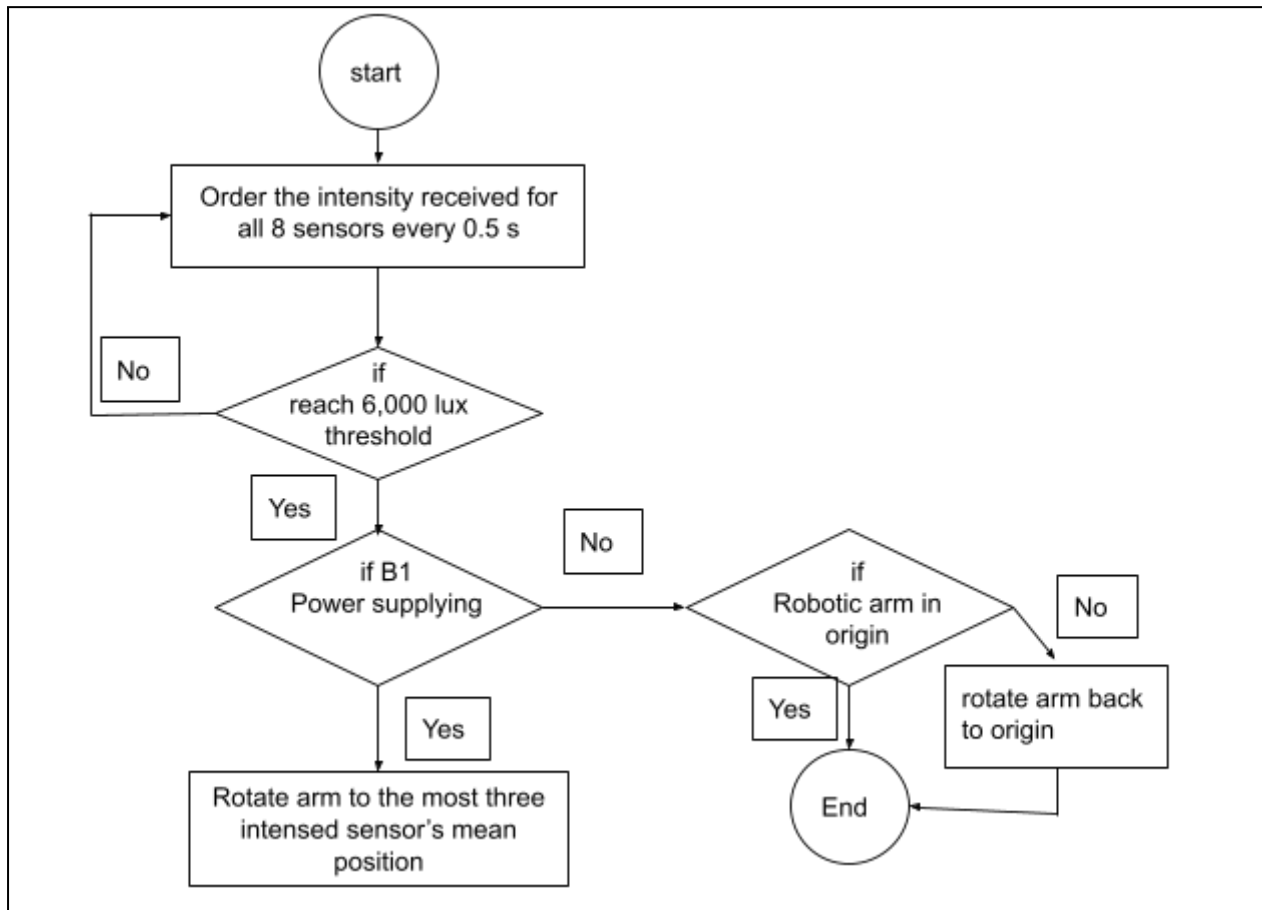 start
Order the intensity received for
all 8 sensors every 0.5 s
No
if
reach 6,000 lux
threshold
Yes
if B1
Power supplying
No
if
Robotic arm in
origin
No
Yes
Yes
rotate arm back
to origin
Rotate arm to the most three
intensed sensor's mean
position
End